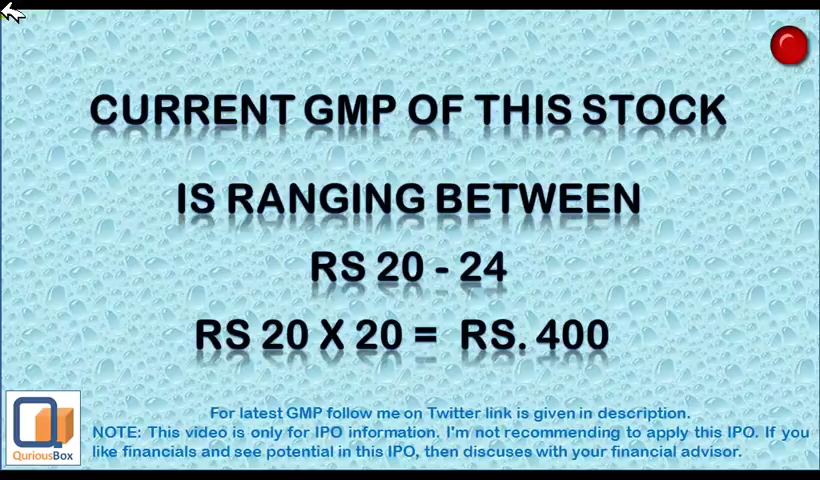 CURRENT GMP OF THIS STOCK
IS RANGING BETWEEN
RS 20 - 24
RS 20 X 20 = RS. 400
For latest GMP follow me on Twitter link is given in description.
NOTE: This video is only for IPO information. I'm not recommending to apply this IPO. If you
like financials and see potential in this IPO, then discuses with your financial advisor.
QuriousBox